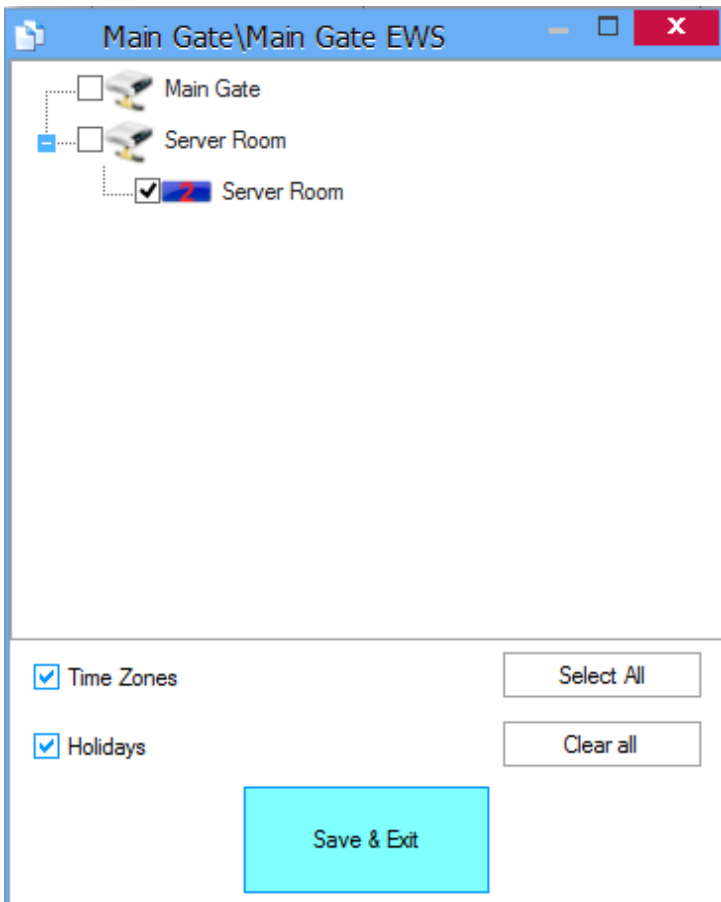 Main Gate\Main Gate EWS
Main Gate
Server Room
2 Server Room
Time Zones Select All
Holidays Clear all
Save & Exit